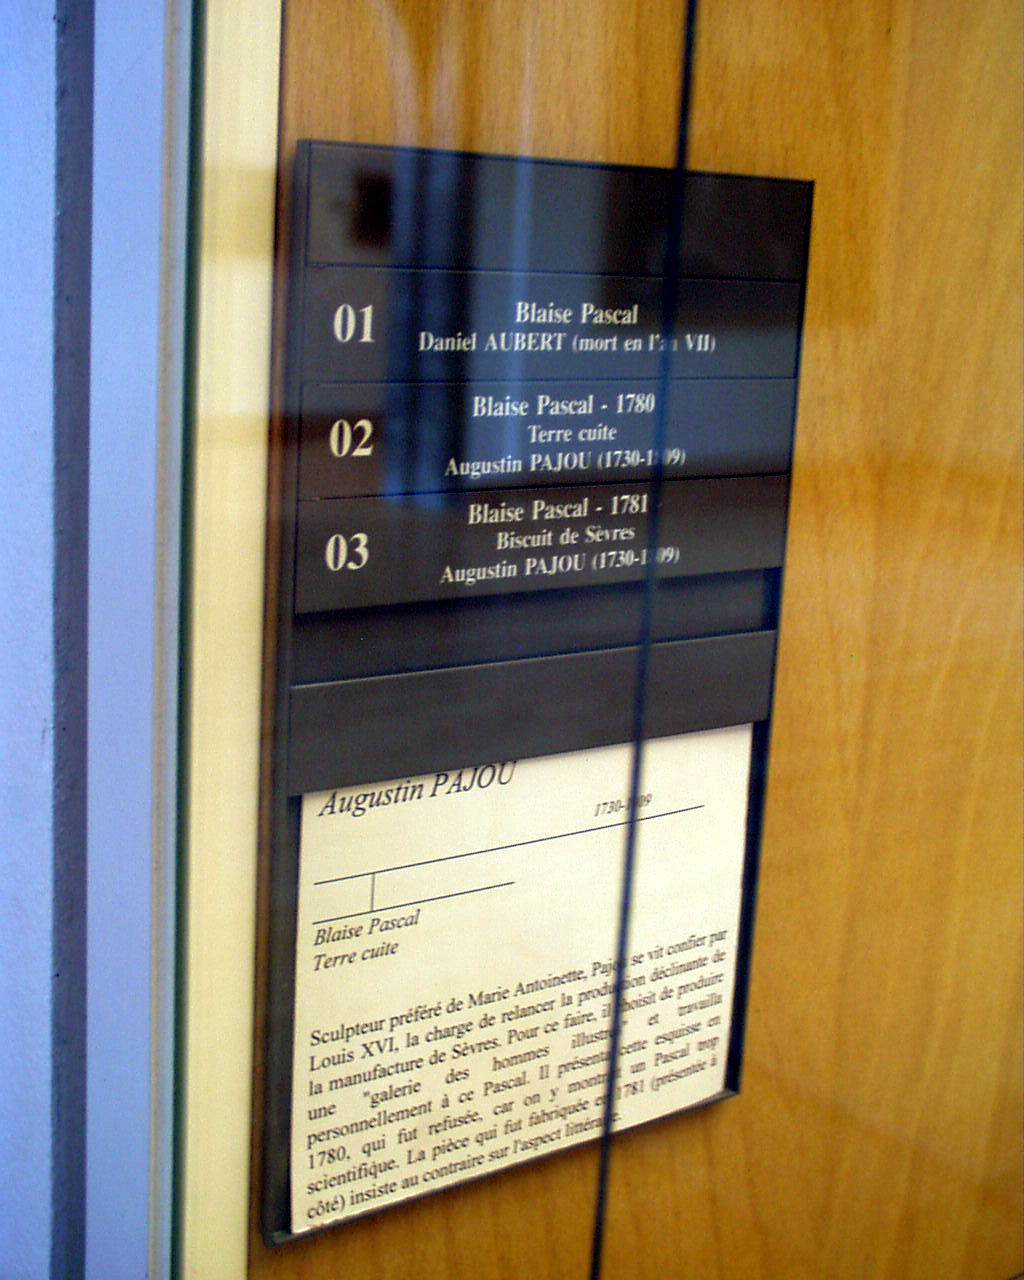 01
Blaise Pascal
Daniel AUBERT (mort en l'an VII)
02
Blaise Pascal - 1780
Terre cuite
Augustin PAJOU (1730-1809)
03
Blaise Pascal - 1781
Biscuit de Sèvres
Augustin PAJOU (1730-1809)
Augustin PAJOU
1730-1809
Blaise Pascal
Terre cuite
Sculpteur préféré de Marie Antoinette, Pajou se vit confier par
Louis XVI, la charge de relancer la production déclinante de
la manufacture de Sèvres. Pour ce faire, il choisit de produire
une "galerie des hommes illustres" et travailla
personnellement à ce Pascal. Il présenta cette esquisse en
1780, qui fut refusée, car on y montrait un Pascal trop
scientifique. La pièce qui fut fabriquée en 1781 (présentée à
côté) insiste au contraire sur l'aspect littéraire.